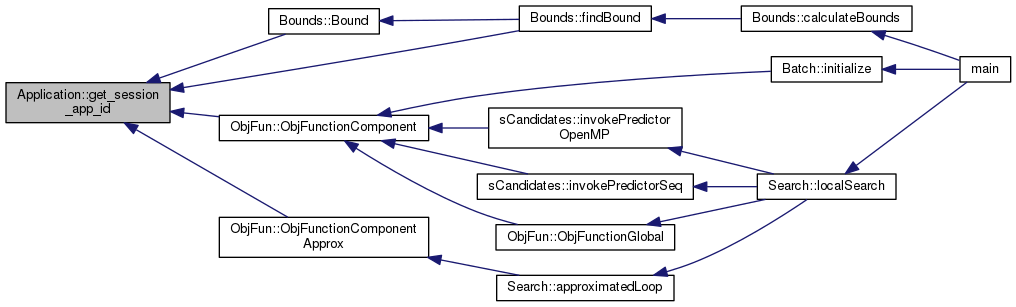 Application::get_session
_app_id
Bounds::Bound
Bounds::findBound
Bounds::calculateBounds
main
ObjFun::ObjFunctionComponent
Batch::initialize
sCandidates::invokePredictor
OpenMP
sCandidates::invokePredictorSeq
ObjFun::ObjFunctionGlobal
Search::localSearch
ObjFun::ObjFunctionComponent
Approx
Search::approximatedLoop